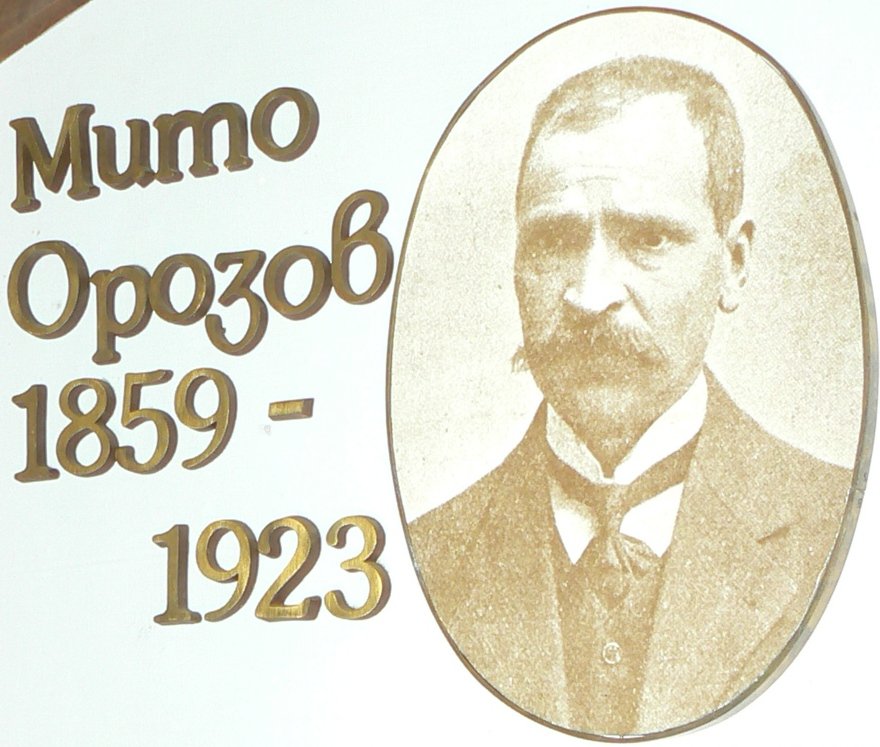 Мито
Орозов
1859 -
1923